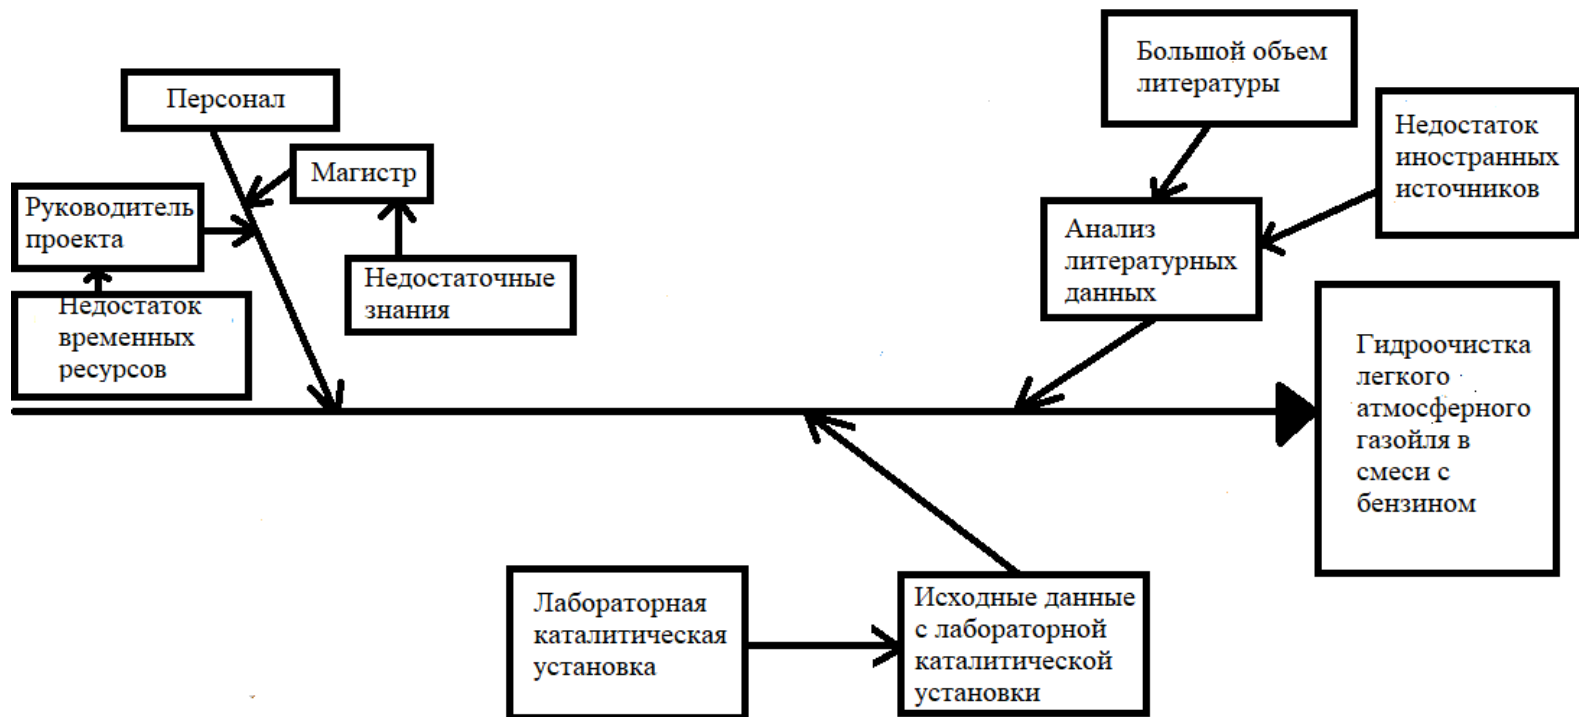 Персонал
Магистр
Руководитель
проекта
Недостаточные
знания
Недостаток
временных
ресурсов
Большой объем
литературы
Недостаток
иностранных
источников
Анализ
литературных
данных
Гидроочистка
легкого
атмосферного
газойля в
смеси с
бензином
Лабораторная
каталитическая
установка
Исходные данные
с лабораторной
каталитической
установки